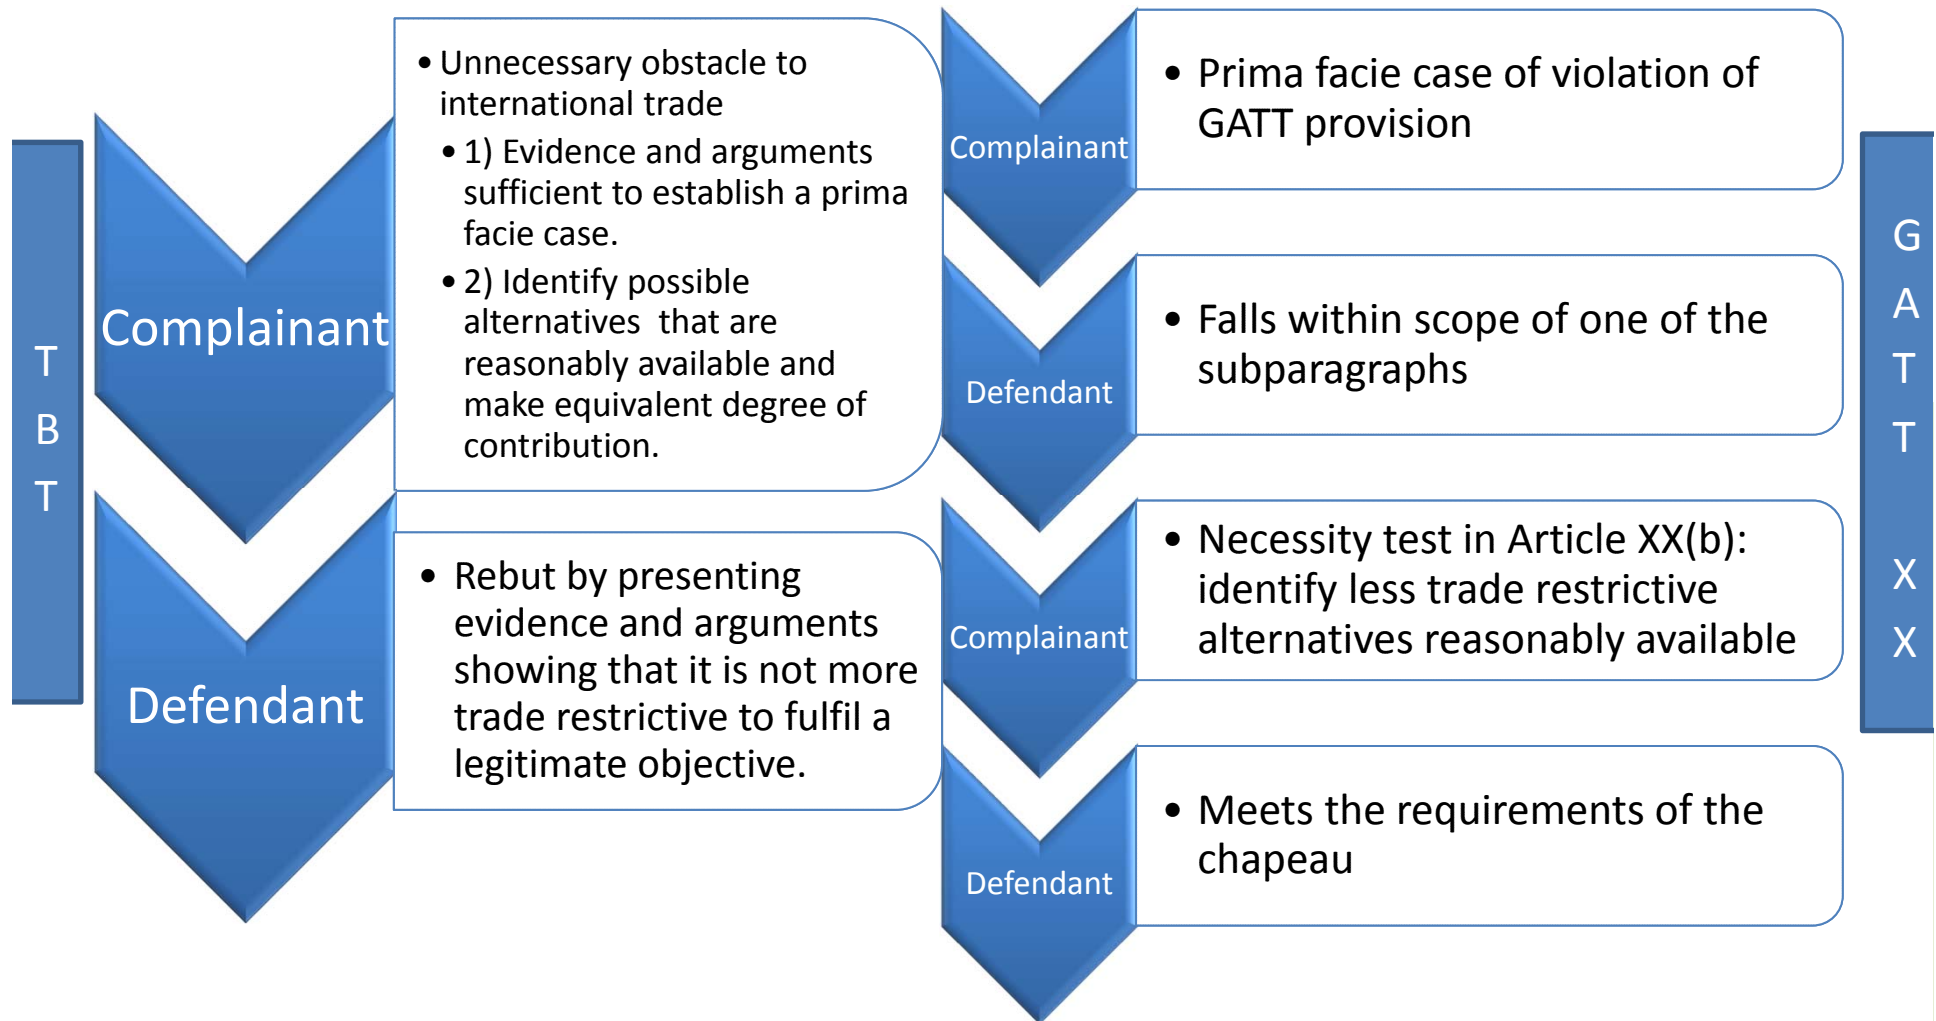 T
B
T
Complainant
• Unnecessary obstacle to
international trade
• 1) Evidence and arguments
sufficient to establish a prima
facie case.
• 2) Identify possible
alternatives that are
reasonably available and
make equivalent degree of
contribution.
Defendant
• Rebut by presenting
evidence and arguments
showing that it is not more
trade restrictive to fulfil a
legitimate objective.
Complainant
• Prima facie case of violation of
GATT provision
Defendant
• Falls within scope of one of the
subparagraphs
Complainant
• Necessity test in Article XX(b):
identify less trade restrictive
alternatives reasonably available
Defendant
• Meets the requirements of the
chapeau
G
A
T
T
X
X